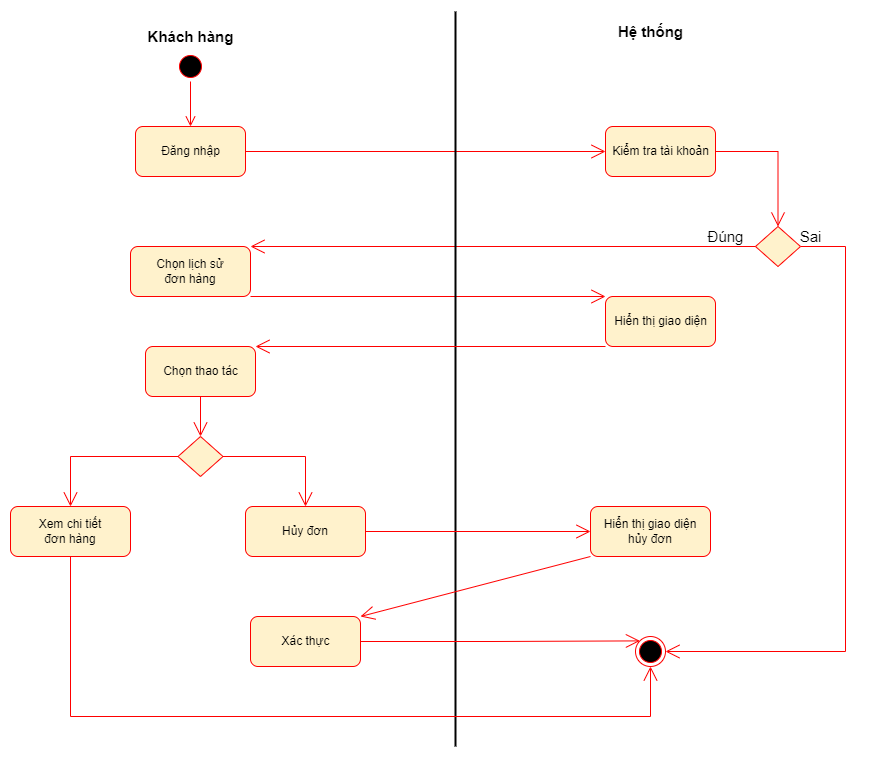 Khách hàng
Hệ thống
Đăng nhập
Kiểm tra tài khoản
Đúng
Sai
Chọn lịch sử
đơn hàng
Hiển thị giao diện
Chọn thao tác
Xem chi tiết
đơn hàng
Hủy đơn
Hiển thị giao diện
hủy đơn
Xác thực